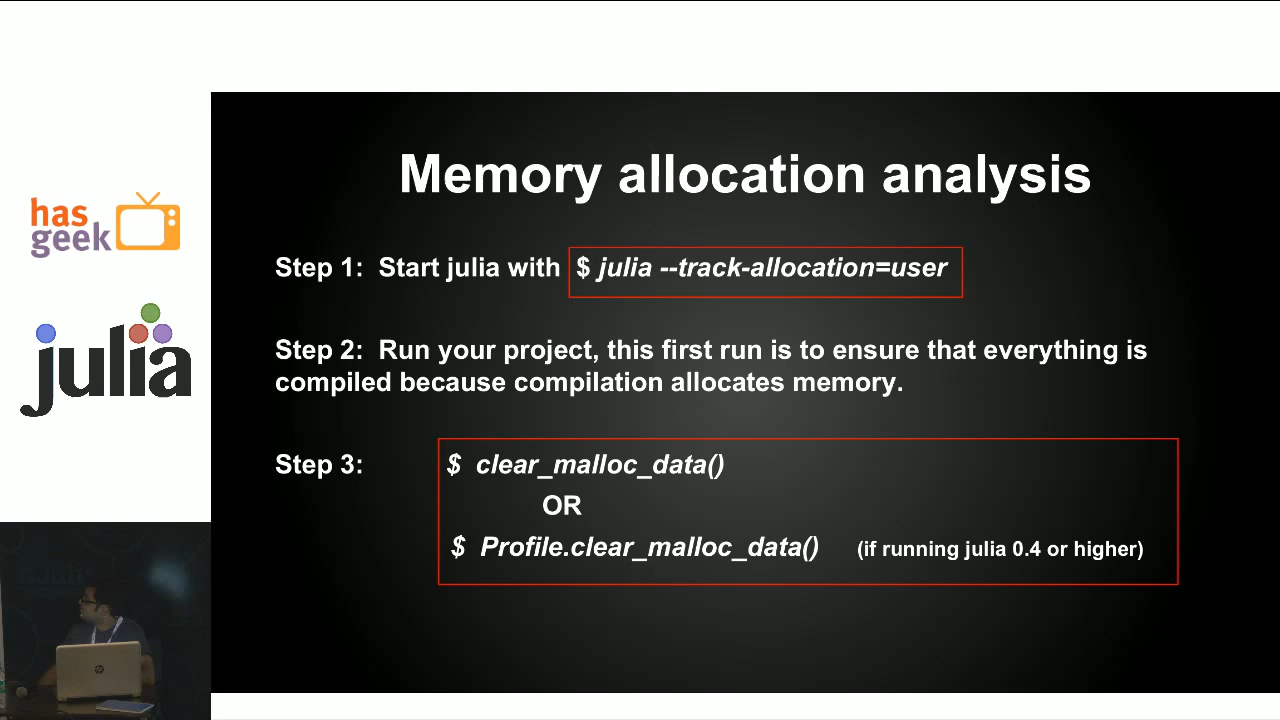 has
geek
julia
Memory allocation analysis
Step 1: Start julia with $ julia --track-allocation=user
Step 2: Run your project, this first run is to ensure that everything is
compiled because compilation allocates memory.
Step 3: $ clear_malloc_data()
OR
$ Profile.clear_malloc_data() (if running julia 0.4 or higher)